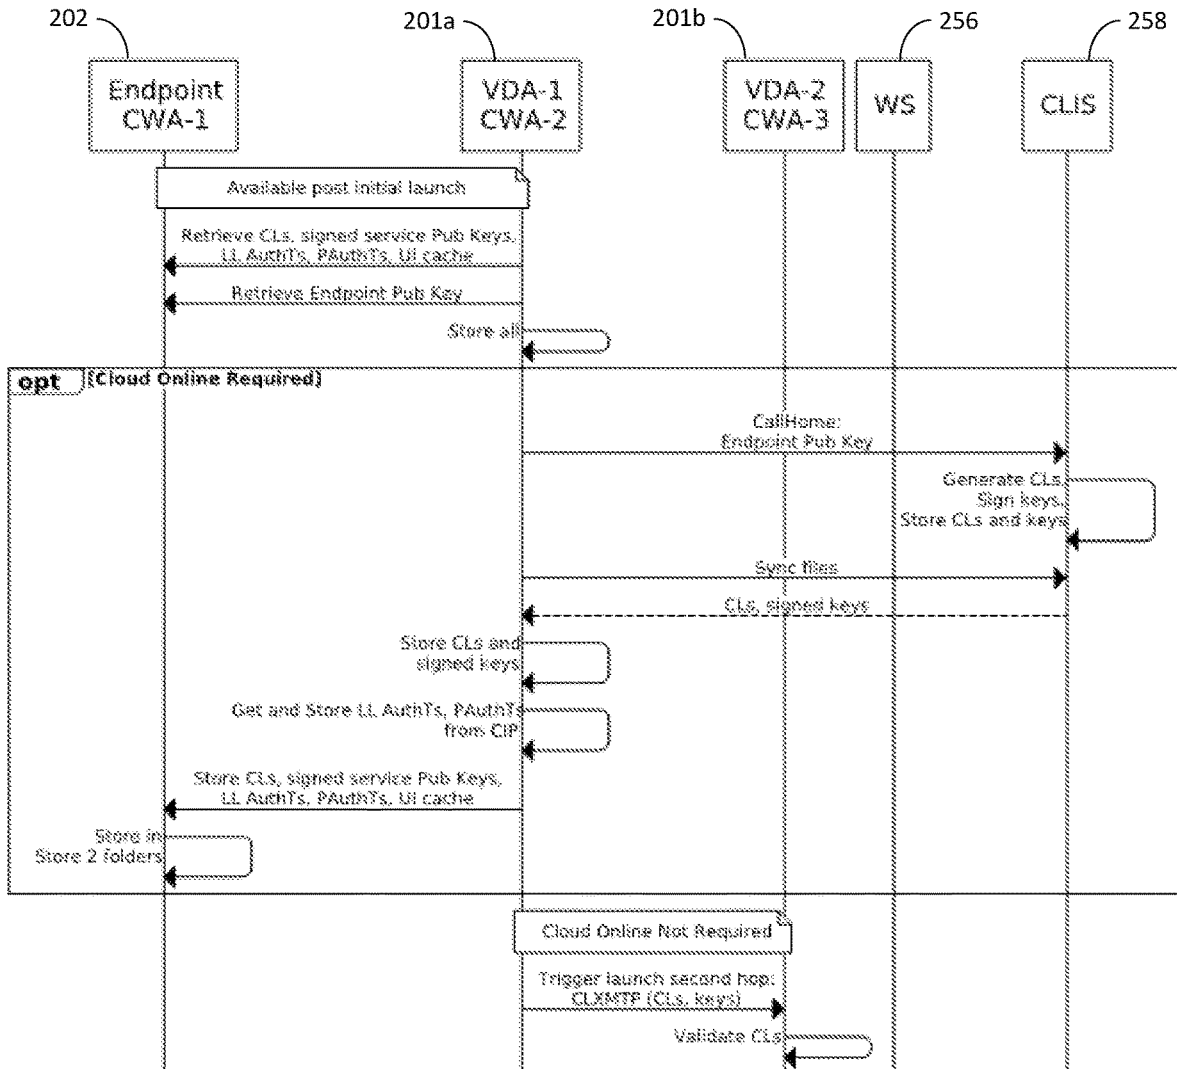 202
201a
201b
256
258
Endpoint
CWA-1
VDA-1
CWA-2
VDA-2
CWA-3
WS
CLIS
Available post initial launch
Retrieve CLs, signed service Pub Keys,
LL AuthTs, PAuthTs, UI cache
Retrieve Endpoint Pub Key
Store all
opt
[Cloud Online Required]
CallHome:
Endpoint Pub Key
Generate CLs,
Sign keys,
Store CLs and keys
Sync files
CLs, signed keys
Store CLs and
signed keys
Get and Store LL AuthTs, PAuthTs
from CIP
Store CLs, signed service Pub Keys,
LL AuthTs, PAuthTs, UI cache
Store in
Store 2 folders
Cloud Online Not Required
Trigger launch second hop:
CLXMTP (CLs, keys)
Validate CLs